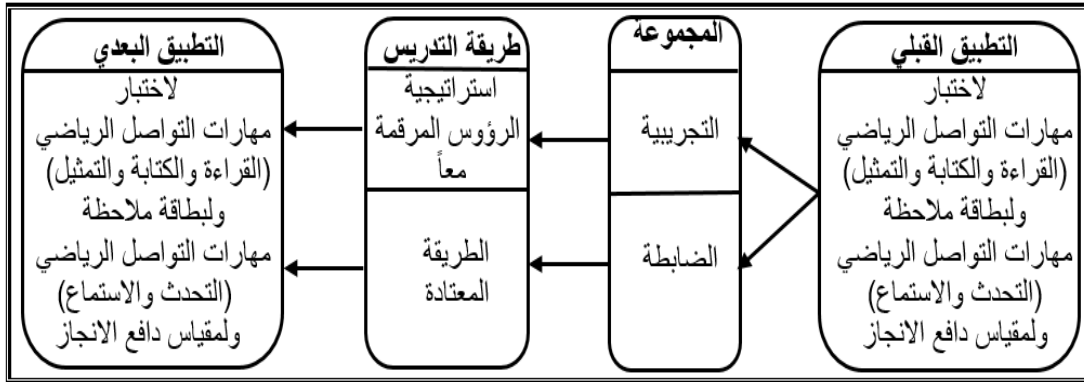 التطبيق القبلي
لاختبار
مهارات التواصل الرياضي
(القراءة والكتابة والتمثيل)
ولبطاقة ملاحظة
مهارات التواصل الرياضي
(التحدث والاستماع)
ولمقياس دافع الانجاز
المجموعة
التجريبية
الضابطة
طريقة التدريس
استراتيجية
الرؤوس المرقمة
معاً
الطريقة
المعتادة
التطبيق البعدي
لاختبار
مهارات التواصل الرياضي
(القراءة والكتابة والتمثيل)
ولبطاقة ملاحظة
مهارات التواصل الرياضي
(التحدث والاستماع)
ولمقياس دافع الانجاز